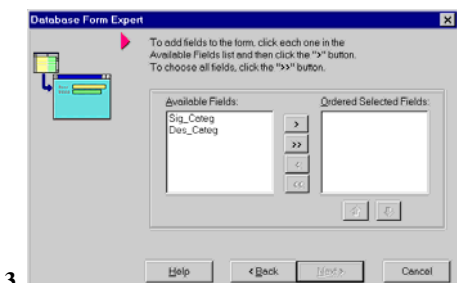 Database Form Expert
To add fields to the form, click each one in the
Available Fields list and then click the ">" button.
To choose all fields, click the ">>" button.
Available Fields:
Ordered Selected Fields:
Sig_Categ
Des_Categ
>
>>
<
<<
Help
< Back
Next >
Cancel
3